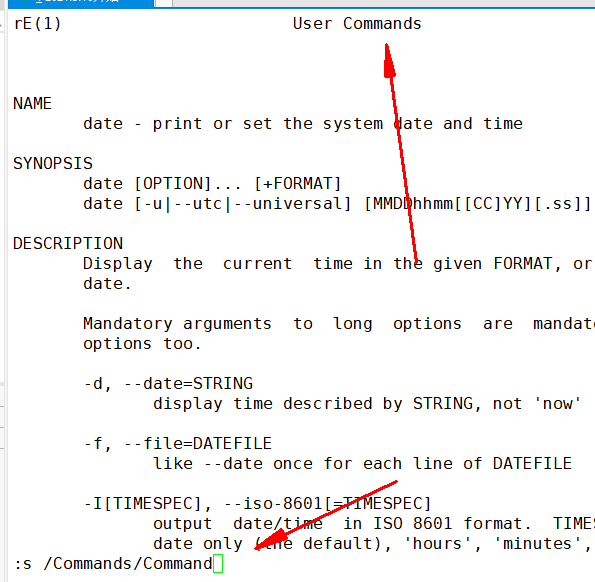 rE(1) User Commands
NAME
date - print or set the system date and time
SYNOPSIS
date [OPTION]... [+FORMAT]
date [-u|--utc|--universal] [MMDDhhmm[[CC]YY][.ss]]
DESCRIPTION
Display the current time in the given FORMAT, or
date.
Mandatory arguments to long options are mandat
options too.
-d, --date=STRING
display time described by STRING, not 'now'
-f, --file=DATEFILE
like --date once for each line of DATEFILE
-I[TIMESPEC], --iso-8601[=TIMESPEC]
output date/time in ISO 8601 format. TIMES
date only (the default), 'hours', 'minutes',
:s /Commands/Command